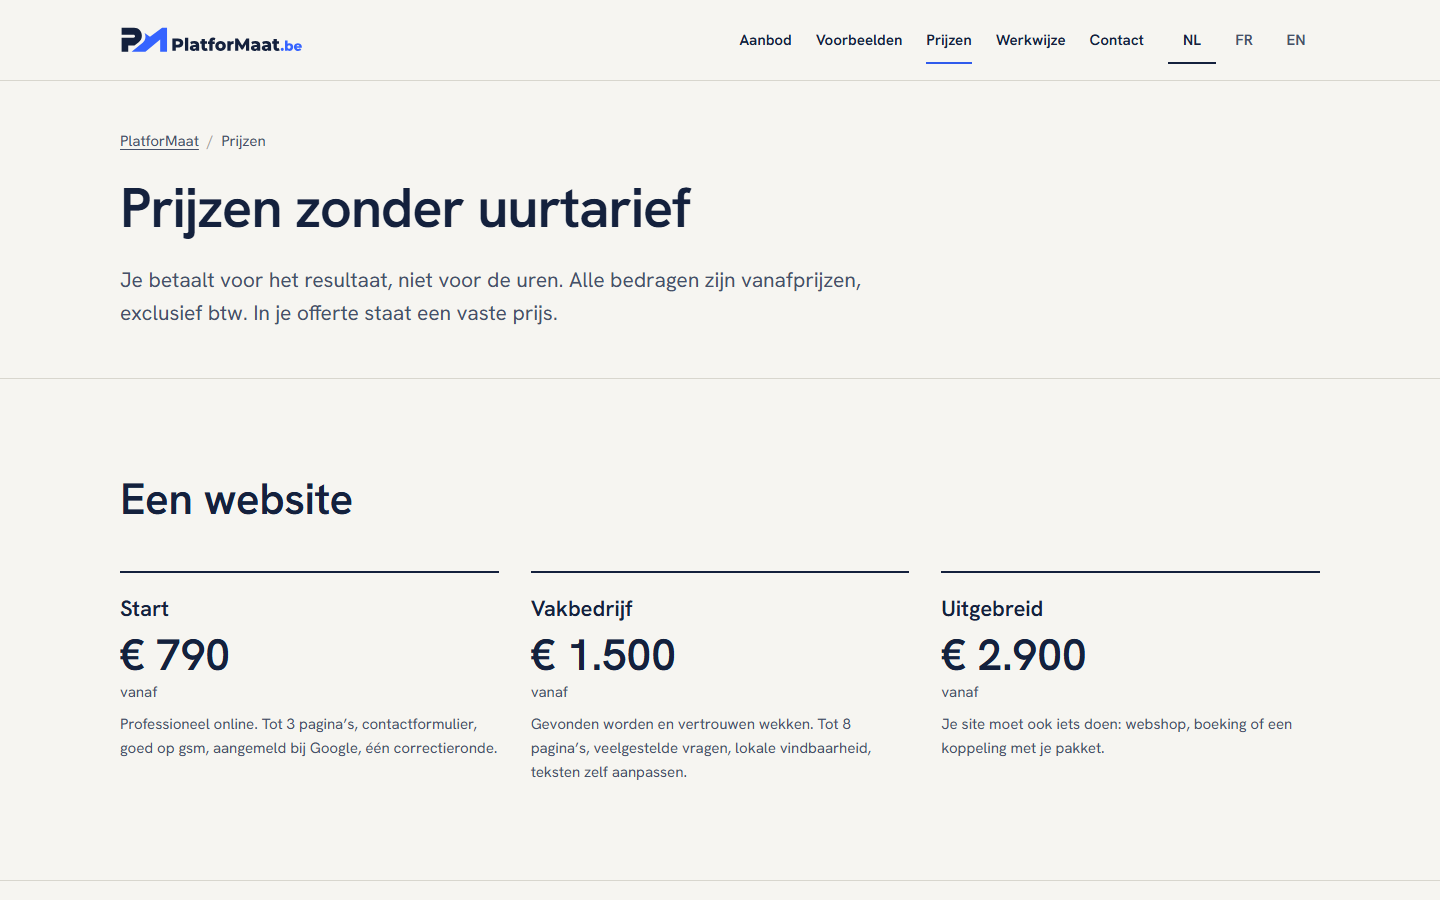 PM PlatforMaat.be
Aanbod Voorbeelden Prijzen Werkwijze Contact NL FR EN
PlatforMaat / Prijzen
Prijzen zonder uurtarief
Je betaalt voor het resultaat, niet voor de uren. Alle bedragen zijn vanafprijzen,
exclusief btw. In je offerte staat een vaste prijs.
Een website
Start
€ 790
vanaf
Professioneel online. Tot 3 pagina’s, contactformulier,
goed op gsm, aangemeld bij Google, één correctieronde.
Vakbedrijf
€ 1.500
vanaf
Gevonden worden en vertrouwen wekken. Tot 8
pagina’s, veelgestelde vragen, lokale vindbaarheid,
teksten zelf aanpassen.
Uitgebreid
€ 2.900
vanaf
Je site moet ook iets doen: webshop, boeking of een
koppeling met je pakket.